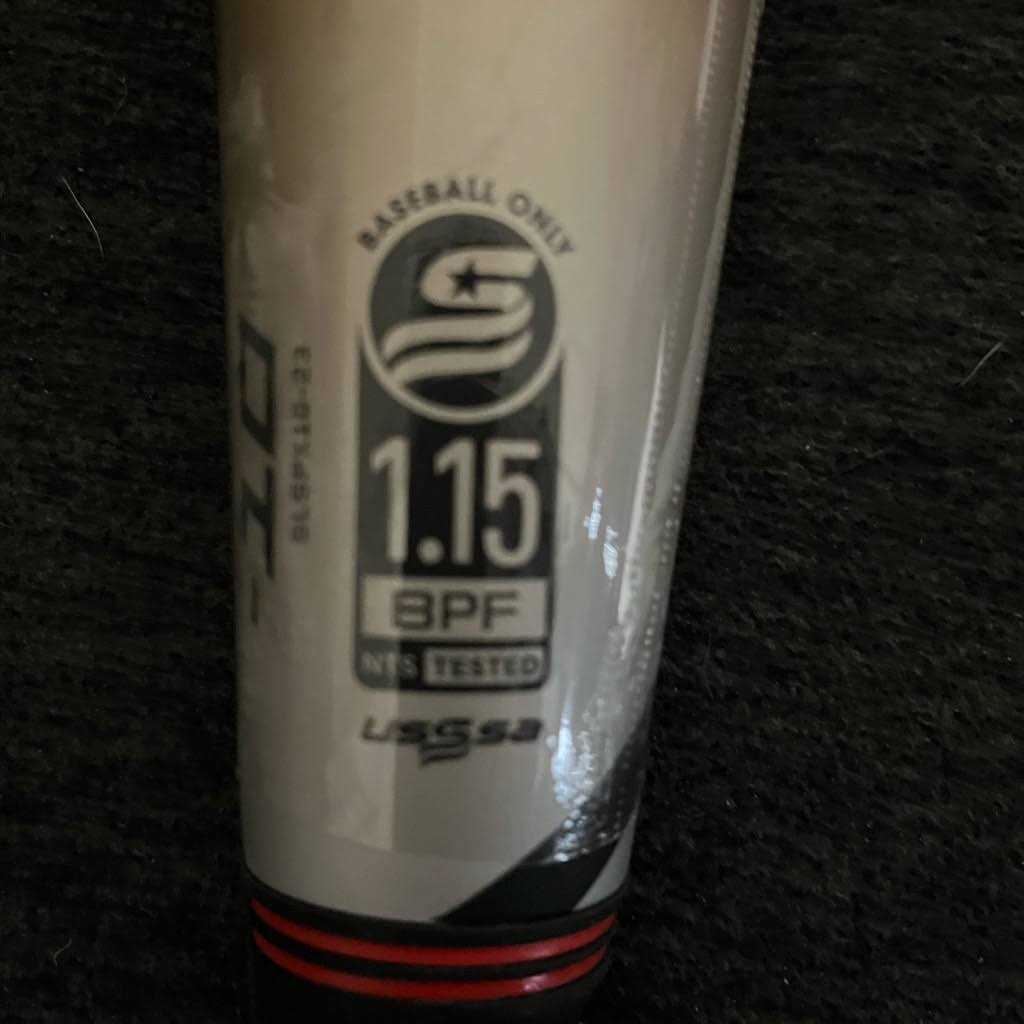 BASEBALL ONLY
1.15
BPF
NTS TESTED
usssa